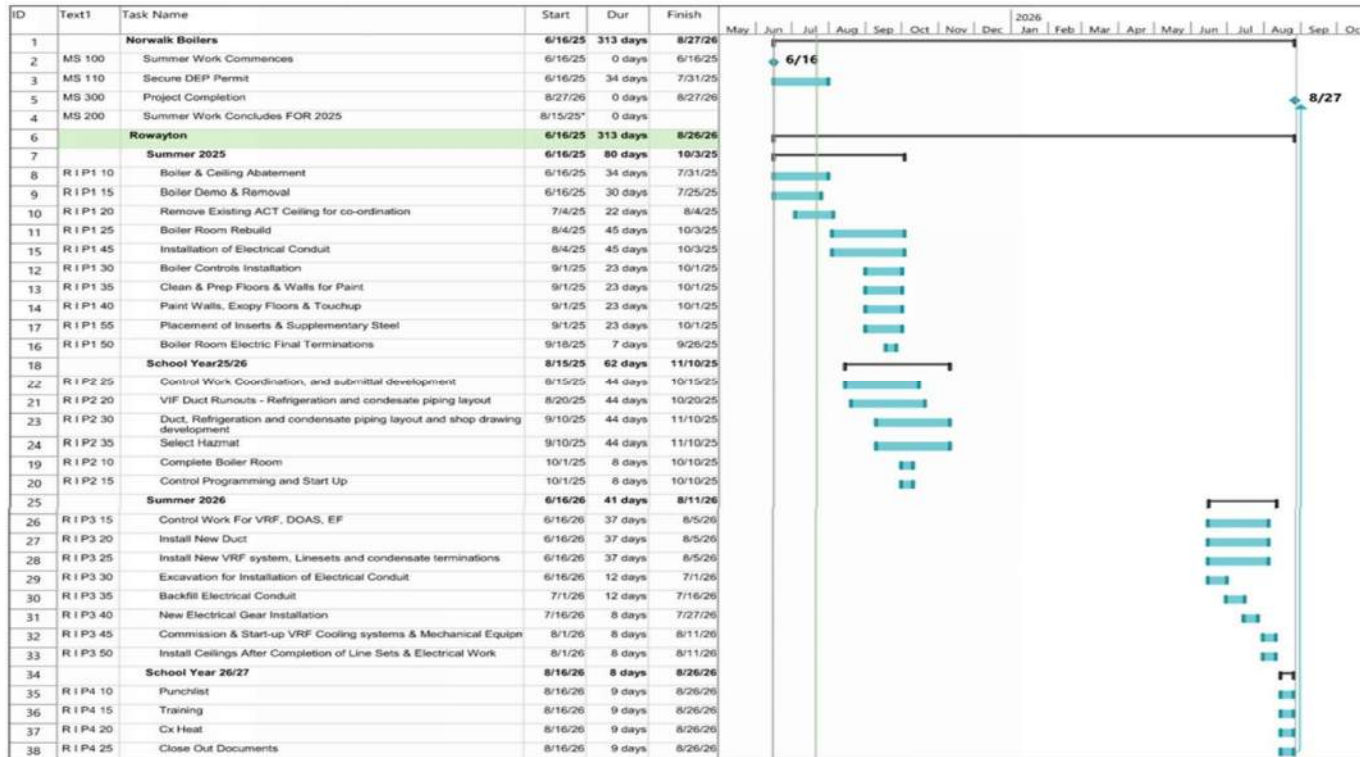 ID Text1 Task Name Start Dur Finish
2026
May Jun Jul Aug Sep Oct Nov Dec Jan Feb Mar Apr May Jun Jul Aug Sep Oc
1 Norwalk Boilers 6/16/25 313 days 8/27/26
2 MS 100 Summer Work Commences 6/16/25 0 days 6/16/25 6/16
3 MS 110 Secure DEP Permit 6/16/25 34 days 7/31/25
5 MS 300 Project Completion 8/27/26 0 days 8/27/26 8/27
4 MS 200 Summer Work Concludes FOR 2025 8/15/25* 0 days
6 Rowayton 6/16/25 313 days 8/26/26
7 Summer 2025 6/16/25 80 days 10/3/25
8 R I P1 10 Boiler & Ceiling Abatement 6/16/25 34 days 7/31/25
9 R I P1 15 Boiler Demo & Removal 6/16/25 30 days 7/25/25
10 R I P1 20 Remove Existing ACT Ceiling for co-ordination 7/4/25 22 days 8/4/25
11 R I P1 25 Boiler Room Rebuild 8/4/25 45 days 10/3/25
15 R I P1 45 Installation of Electrical Conduit 8/4/25 45 days 10/3/25
12 R I P1 30 Boiler Controls Installation 9/1/25 23 days 10/1/25
13 R I P1 35 Clean & Prep Floors & Walls for Paint 9/1/25 23 days 10/1/25
14 R I P1 40 Paint Walls, Exopy Floors & Touchup 9/1/25 23 days 10/1/25
17 R I P1 55 Placement of Inserts & Supplementary Steel 9/1/25 23 days 10/1/25
16 R I P1 50 Boiler Room Electric Final Terminations 9/18/25 7 days 9/26/25
18 School Year25/26 8/15/25 62 days 11/10/25
22 R I P2 25 Control Work Coordination, and submittal development 8/15/25 44 days 10/15/25
21 R I P2 20 VIF Duct Runouts - Refrigeration and condesate piping layout 8/20/25 44 days 10/20/25
23 R I P2 30 Duct, Refrigeration and condensate piping layout and shop drawing 9/10/25 44 days 11/10/25
development
24 R I P2 35 Select Hazmat 9/10/25 44 days 11/10/25
19 R I P2 10 Complete Boiler Room 10/1/25 8 days 10/10/25
20 R I P2 15 Control Programming and Start Up 10/1/25 8 days 10/10/25
25 Summer 2026 6/16/26 41 days 8/11/26
26 R I P3 15 Control Work For VRF, DOAS, EF 6/16/26 37 days 8/5/26
27 R I P3 20 Install New Duct 6/16/26 37 days 8/5/26
28 R I P3 25 Install New VRF system, Linesets and condensate terminations 6/16/26 37 days 8/5/26
29 R I P3 30 Excavation for Installation of Electrical Conduit 6/16/26 12 days 7/1/26
30 R I P3 35 Backfill Electrical Conduit 7/1/26 12 days 7/16/26
31 R I P3 40 New Electrical Gear Installation 7/16/26 8 days 7/27/26
32 R I P3 45 Commission & Start-up VRF Cooling systems & Mechanical Equipn 8/1/26 8 days 8/11/26
33 R I P3 50 Install Ceilings After Completion of Line Sets & Electrical Work 8/1/26 8 days 8/11/26
34 School Year 26/27 8/16/26 8 days 8/26/26
35 R I P4 10 Punchlist 8/16/26 9 days 8/26/26
36 R I P4 15 Training 8/16/26 9 days 8/26/26
37 R I P4 20 Cx Heat 8/16/26 9 days 8/26/26
38 R I P4 25 Close Out Documents 8/16/26 9 days 8/26/26